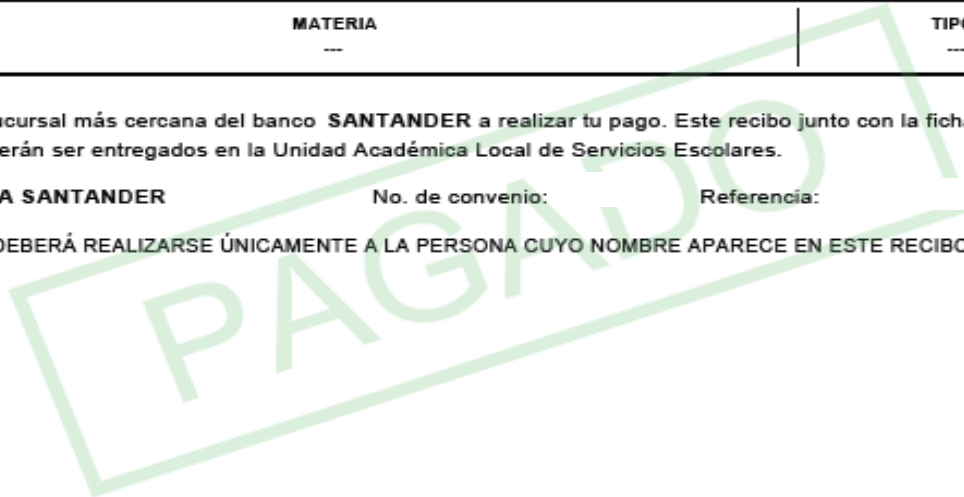 MATERIA TIPO
--- ---
ucursal más cercana del banco SANTANDER a realizar tu pago. Este recibo junto con la ficha
erán ser entregados en la Unidad Académica Local de Servicios Escolares.
A SANTANDER No. de convenio: Referencia:
DEBERÁ REALIZARSE ÚNICAMENTE A LA PERSONA CUYO NOMBRE APARECE EN ESTE RECIBO
PAGADO